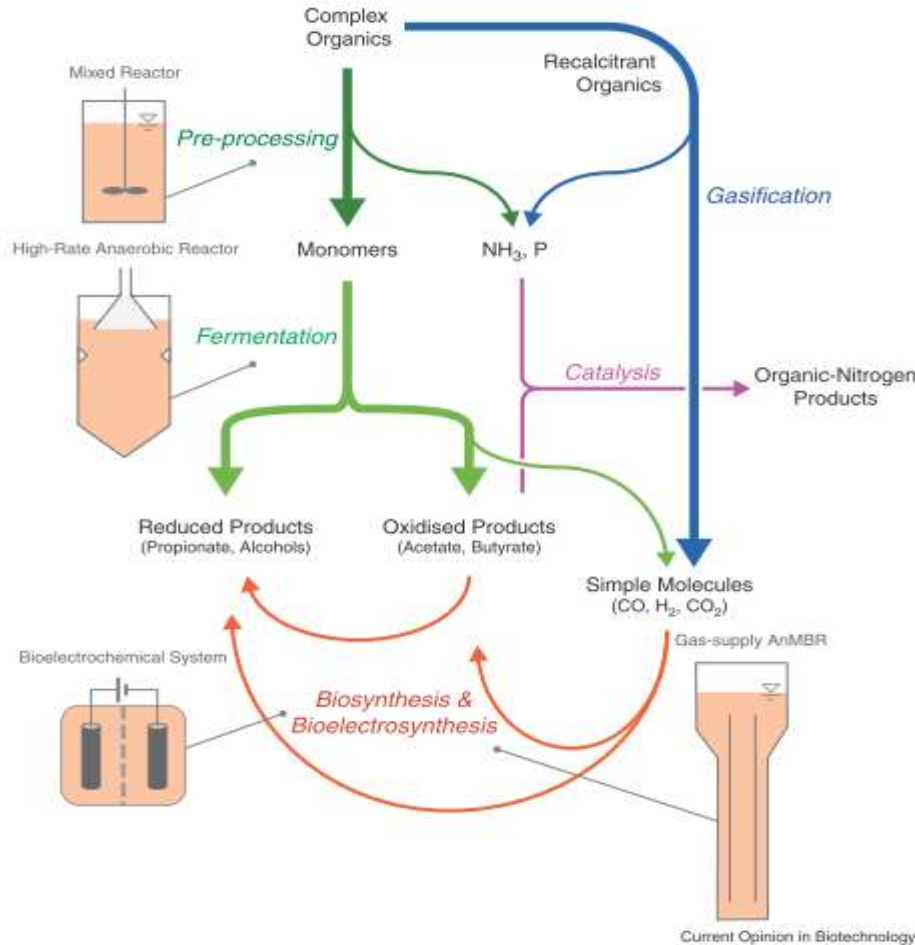 Complex
Organics
Recalcitrant
Organics
Mixed Reactor
Pre-processing
Gasification
High-Rate Anaerobic Reactor
Monomers
NH₃, P
Fermentation
Catalysis
Organic-Nitrogen
Products
Reduced Products
(Propionate, Alcohols)
Oxidised Products
(Acetate, Butyrate)
Simple Molecules
(CO, H₂, CO₂)
Gas-supply AnMBR
Bioelectrochemical System
Biosynthesis &
Bioelectrosynthesis
Current Opinion in Biotechnology